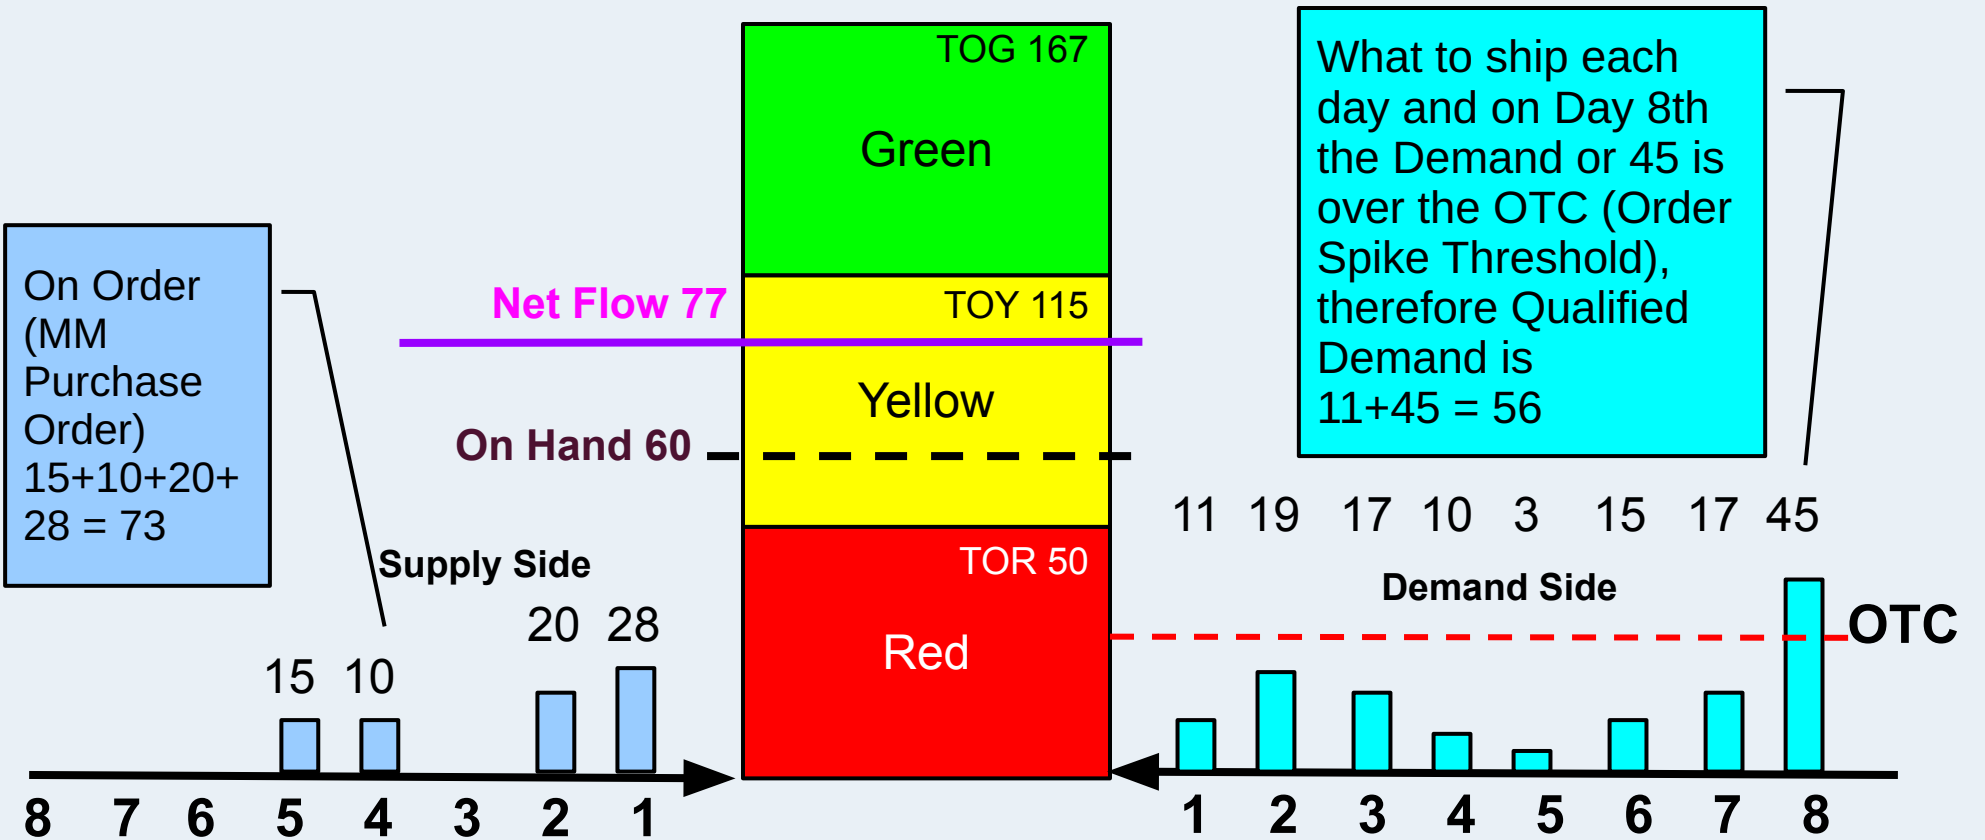 TOG 167
Green
Net Flow 77
TOY 115
Yellow
On Hand 60
TOR 50
Red
On Order
(MM
Purchase
Order)
15+10+20+
28 = 73
Supply Side
15 10 20 28
8 7 6 5 4 3 2 1
What to ship each
day and on Day 8th
the Demand or 45 is
over the OTC (Order
Spike Threshold),
therefore Qualified
Demand is
11+45 = 56
11 19 17 10 3 15 17 45
Demand Side
OTC
1 2 3 4 5 6 7 8